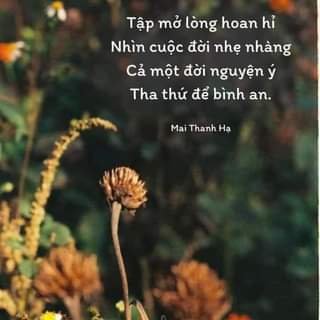 Tập mở lòng hoan hỉ
Nhìn cuộc đời nhẹ nhàng
Cả một đời nguyện ý
Tha thứ để bình an.
Mai Thanh Hạ